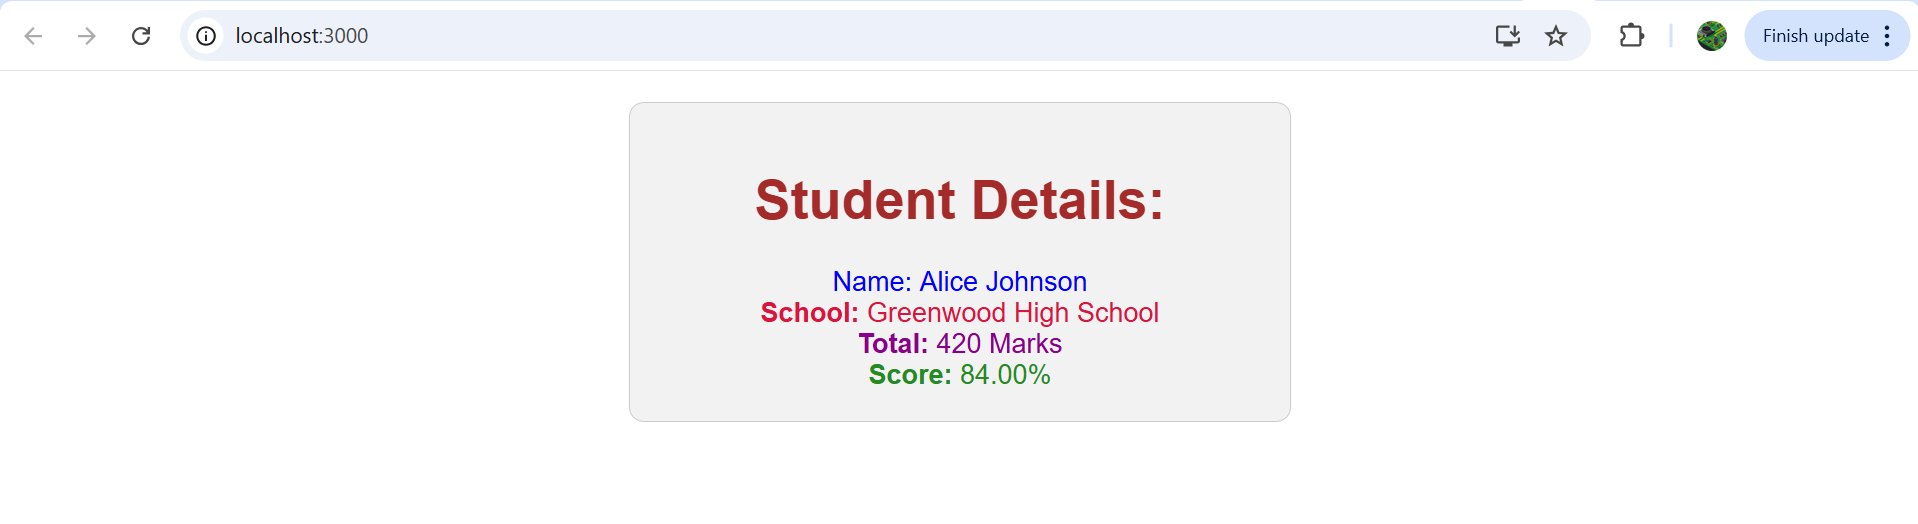 localhost:3000
Finish update
Student Details:
Name: Alice Johnson
School: Greenwood High School
Total: 420 Marks
Score: 84.00%